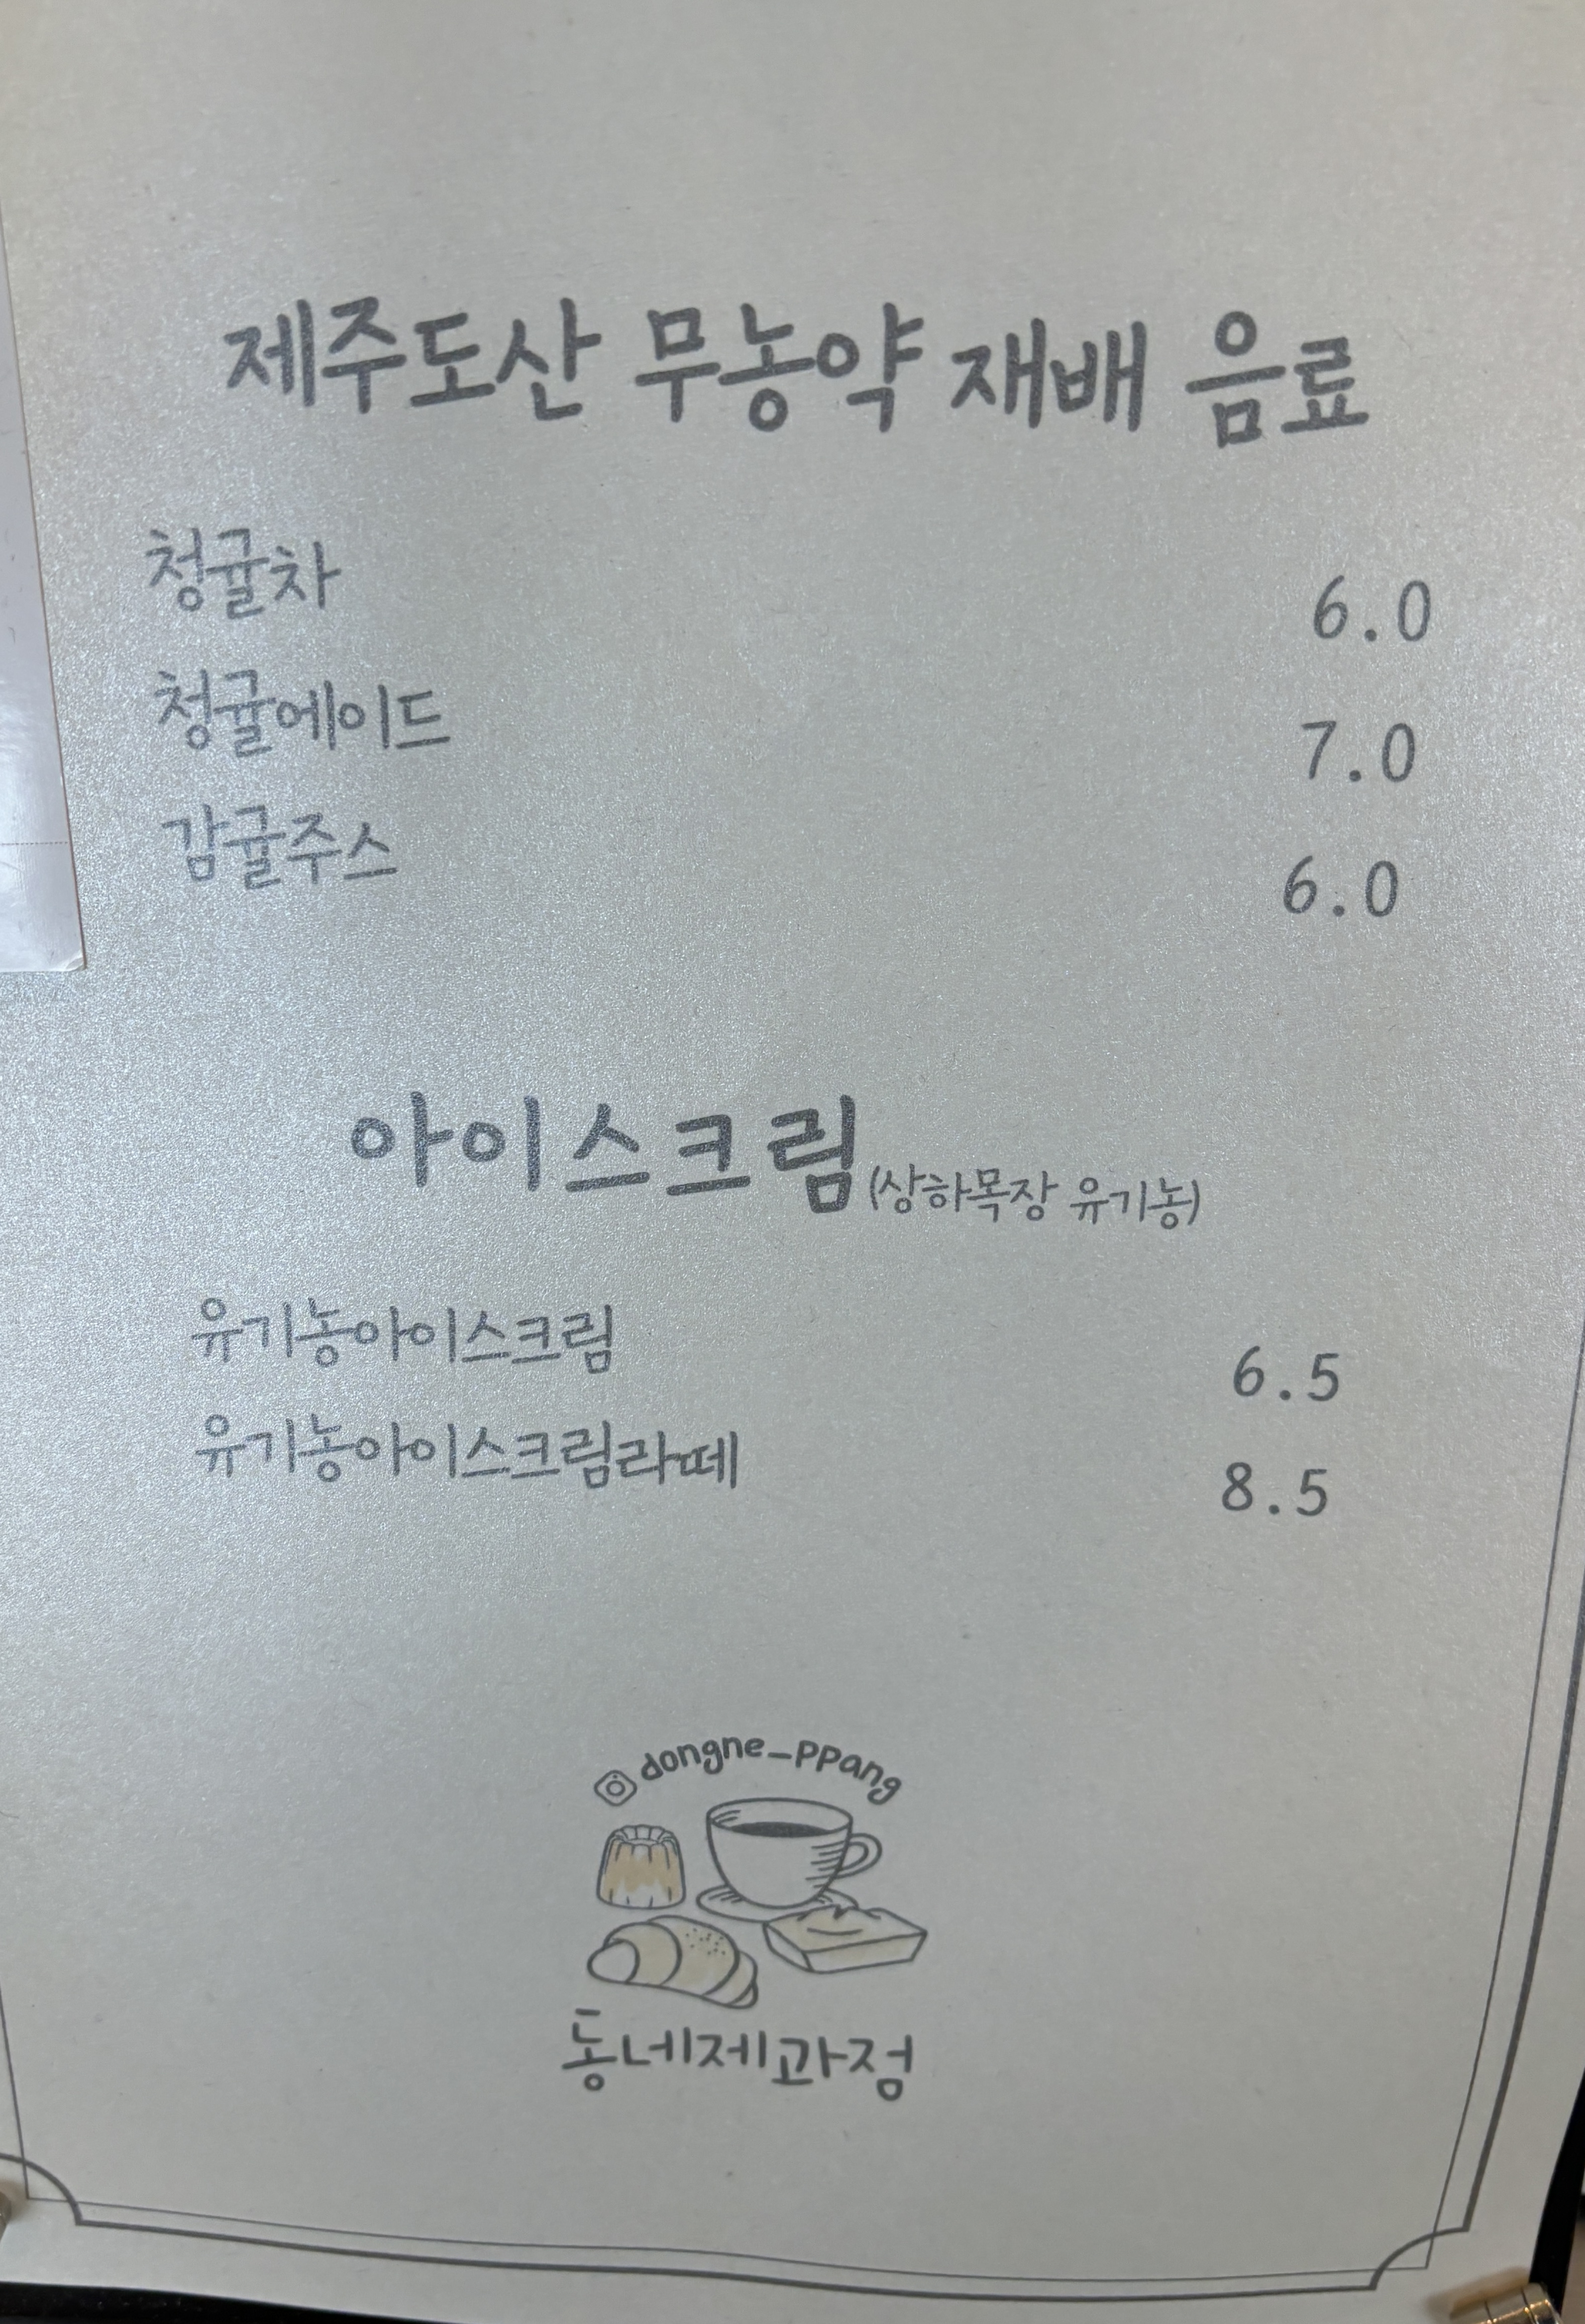 제주도산 무농약 재배 음료
청귤차 6.0
청귤에이드 7.0
감귤주스 6.0
아이스크림(상하목장 유기농)
유기농아이스크림 6.5
유기농아이스크림라떼 8.5
dongne_ppang
동네제과점